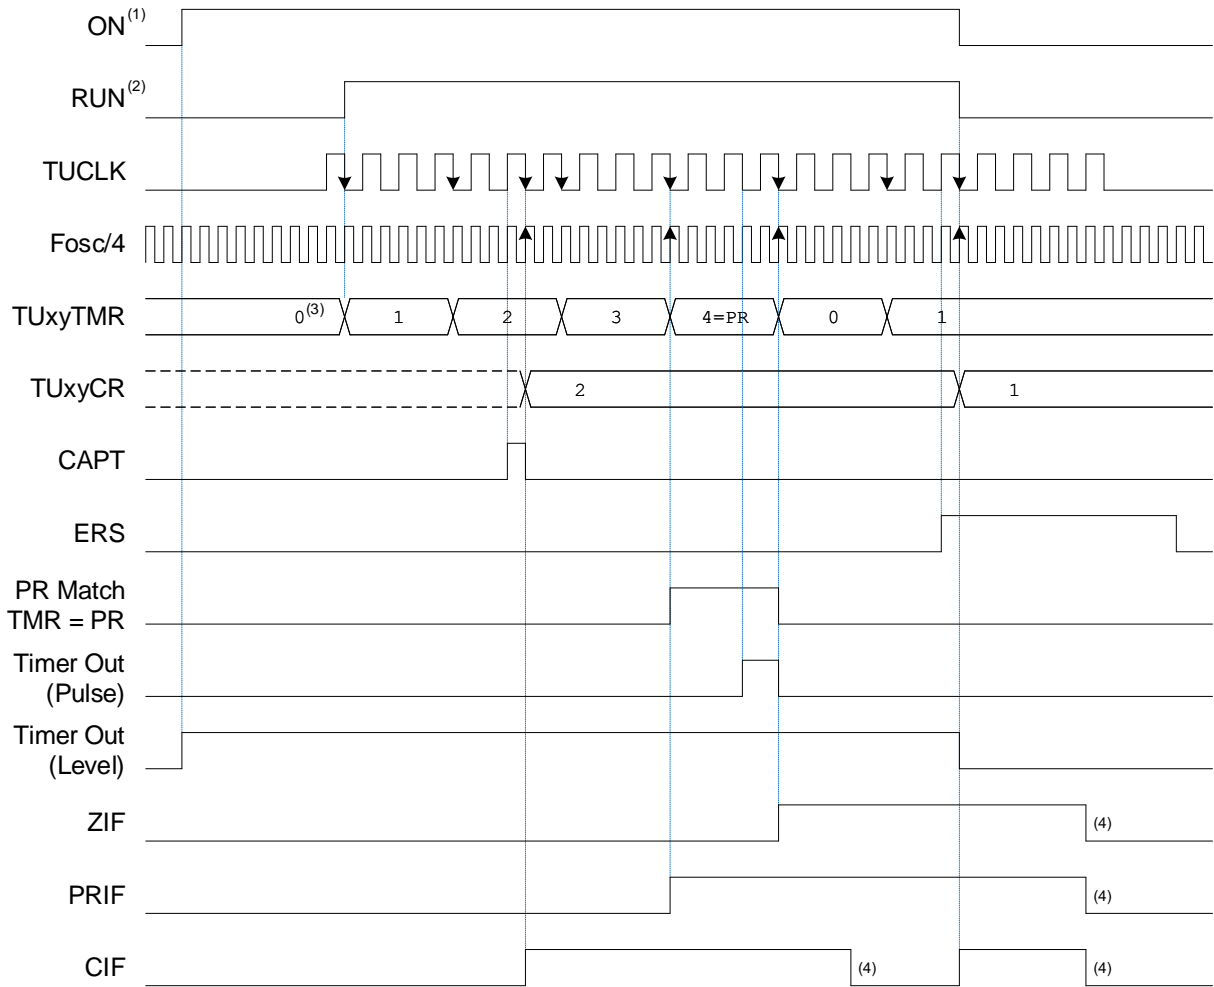 ON(1)
RUN(2)
TUCLK
Fosc/4
TUxyTMR 0(3) 1 2 3 4=PR 0 1
TUxyCR 2 1
CAPT
ERS
PR Match
TMR = PR
Timer Out
(Pulse)
Timer Out
(Level)
ZIF (4)
PRIF (4)
CIF (4) (4)